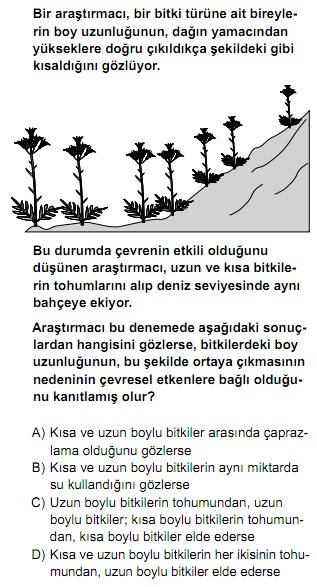 Bir araştırmacı, bir bitki türüne ait bireyle-
rin boy uzunluğunun, dağın yamacından
yükseklere doğru çıkıldıkça şekildeki gibi
kısaldığını gözlüyor.
Bu durumda çevrenin etkili olduğunu
düşünen araştırmacı, uzun ve kısa bitkile-
rin tohumlarını alıp deniz seviyesinde aynı
bahçeye ekiyor.
Araştırmacı bu denemede aşağıdaki sonuç-
lardan hangisini gözlerse, bitkilerdeki boy
uzunluğunun, bu şekilde ortaya çıkmasının
nedeninin çevresel etkenlere bağlı olduğu-
nu kanıtlamış olur?
A) Kısa ve uzun boylu bitkiler arasında çapraz-
lama olduğunu gözlerse
B) Kısa ve uzun boylu bitkilerin aynı miktarda
su kullandığını gözlerse
C) Uzun boylu bitkilerin tohumundan, uzun
boylu bitkiler; kısa boylu bitkilerin tohumun-
dan, kısa boylu bitkiler elde ederse
D) Kısa ve uzun boylu bitkilerin her ikisinin tohu-
mundan, uzun boylu bitkiler elde ederse